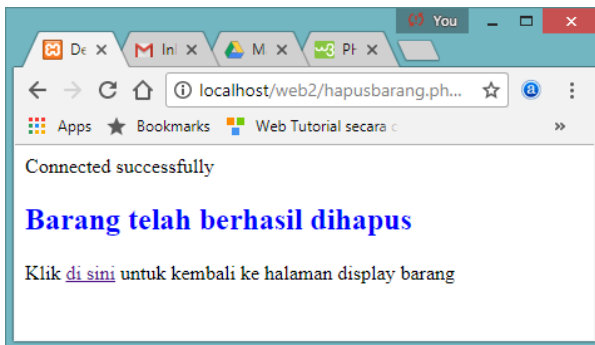 You
De
In
M
PH
localhost/web2/hapusbarang.ph...
Apps Bookmarks Web Tutorial secara
Connected successfully
Barang telah berhasil dihapus
Klik di sini untuk kembali ke halaman display barang